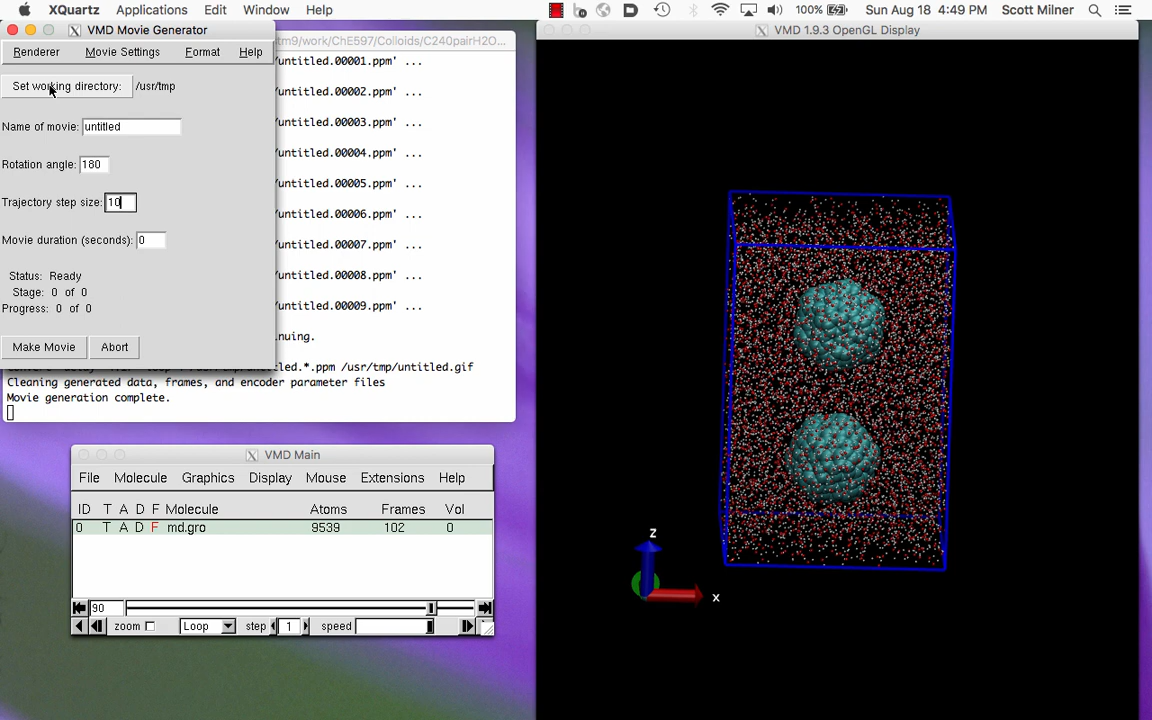 XQuartz Applications Edit Window Help
100% Sun Aug 18 4:49 PM Scott Milner
VMD Movie Generator
tm9/work/ChE597/Colloids/C240pairH2O...
VMD 1.9.3 OpenGL Display
Renderer Movie Settings Format Help
Set working directory: /usr/tmp
Name of movie: untitled
Rotation angle: 180
Trajectory step size: 10
Movie duration (seconds): 0
Status: Ready
Stage: 0 of 0
Progress: 0 of 0
Make Movie Abort
'untitled.00001.ppm' ...
'untitled.00002.ppm' ...
'untitled.00003.ppm' ...
'untitled.00004.ppm' ...
'untitled.00005.ppm' ...
'untitled.00006.ppm' ...
'untitled.00007.ppm' ...
'untitled.00008.ppm' ...
'untitled.00009.ppm' ...
nuing.
.*.ppm /usr/tmp/untitled.gif
Cleaning generated data, frames, and encoder parameter files
Movie generation complete.
VMD Main
File Molecule Graphics Display Mouse Extensions Help
ID T A D F Molecule Atoms Frames Vol
0 T A D F md.gro 9539 102 0
90
zoom Loop step 1 speed
z
x